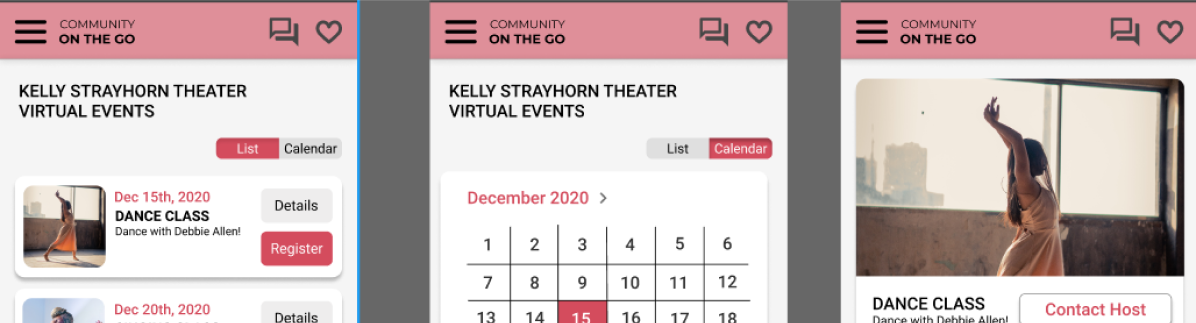 COMMUNITY
ON THE GO
KELLY STRAYHORN THEATER
VIRTUAL EVENTS
List Calendar
Dec 15th, 2020
DANCE CLASS
Dance with Debbie Allen!
Details
Register
Dec 20th, 2020
Details
COMMUNITY
ON THE GO
KELLY STRAYHORN THEATER
VIRTUAL EVENTS
List Calendar
December 2020 >
1 2 3 4 5 6
7 8 9 10 11 12
13 14 15 16 17 18
COMMUNITY
ON THE GO
DANCE CLASS
Dance with Debbie Allen!
Contact Host